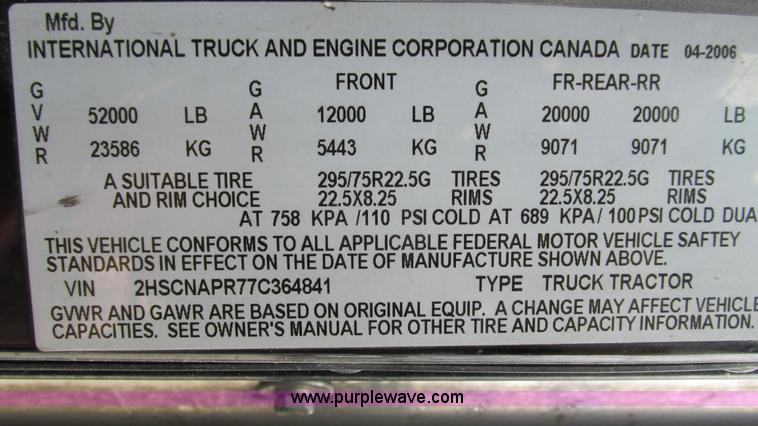 Mfd. By
INTERNATIONAL TRUCK AND ENGINE CORPORATION CANADA DATE 04-2006
GVWR 52000 LB 23586 KG
GAWR FRONT 12000 LB 5443 KG
GAWR FR-REAR-RR 20000 20000 LB 9071 9071 KG
A SUITABLE TIRE 295/75R22.5G TIRES 295/75R22.5G TIRES
AND RIM CHOICE 22.5X8.25 RIMS 22.5X8.25 RIMS
AT 758 KPA /110 PSI COLD AT 689 KPA/ 100 PSI COLD DUA
THIS VEHICLE CONFORMS TO ALL APPLICABLE FEDERAL MOTOR VEHICLE SAFTEY
STANDARDS IN EFFECT ON THE DATE OF MANUFACTURE SHOWN ABOVE.
VIN 2HSCNAPR77C364841 TYPE TRUCK TRACTOR
GVWR AND GAWR ARE BASED ON ORIGINAL EQUIP. A CHANGE MAY AFFECT VEHICLE
CAPACITIES. SEE OWNER'S MANUAL FOR OTHER TIRE AND CAPACITY INFORMATION.
www.purplewave.com